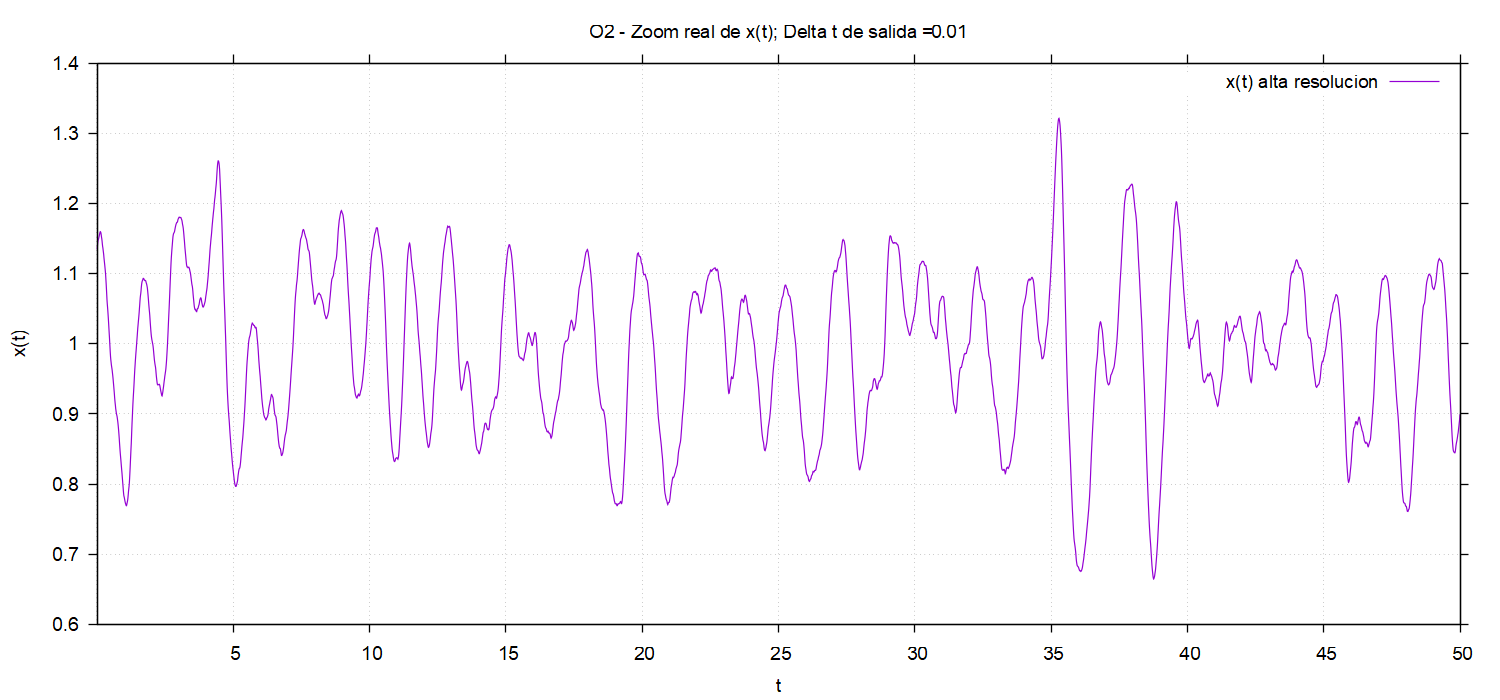 O2 - Zoom real de x(t); Delta t de salida =0.01
x(t) alta resolucion
1.4
1.3
1.2
1.1
1
0.9
0.8
0.7
0.6
x(t)
5 10 15 20 25 30 35 40 45 50
t